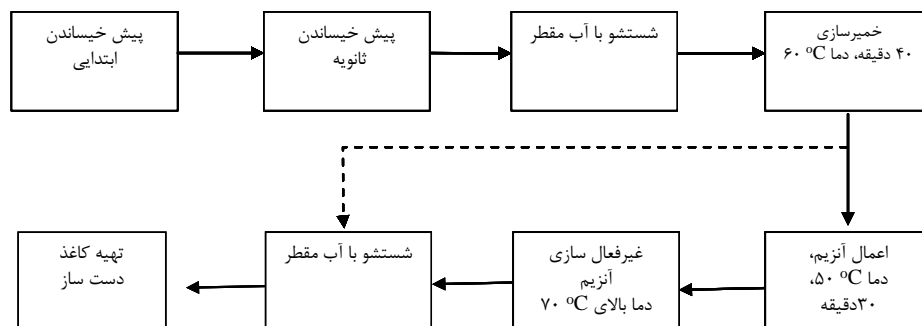 پیش خیساندن
ابتدایی
پیش خیساندن
ثانویه
شستشو با آب مقطر
خمیرسازی
۴۰ دقیقه، دما ۶۰ °C
اعمال آنزیم،
دما ۵۰ °C،
۳۰دقیقه
غیرفعال سازی
آنزیم
دما بالای ۷۰ °C
شستشو با آب مقطر
تهیه کاغذ
دست ساز